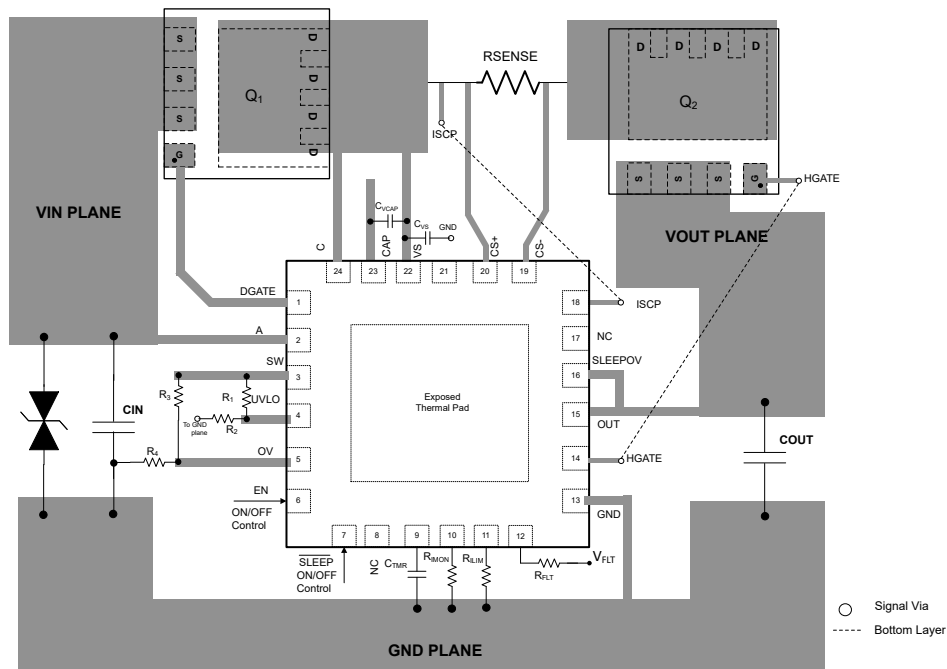 S
S
S
G
Q1
D
D
D
D
RSENSE
ISCP
D D D D
Q2
S S S G
HGATE
VIN PLANE
VOUT PLANE
C
CVCAP
CAP
VS
CVS
GND
CS+
CS-
24
23
22
21
20
19
DGATE
1
A
2
SW
3
R3
R1
UVLO
4
To GND
plane
R2
OV
5
R4
CIN
EN
6
ON/OFF
Control
Exposed
Thermal Pad
18
ISCP
17
NC
SLEEPOV
16
15
OUT
14
HGATE
13
GND
COUT
7
8
9
10
11
12
SLEEP
ON/OFF
Control
NC
CTMR
RIMON
RILIM
RFLT
VFLT
GND PLANE
Signal Via
Bottom Layer